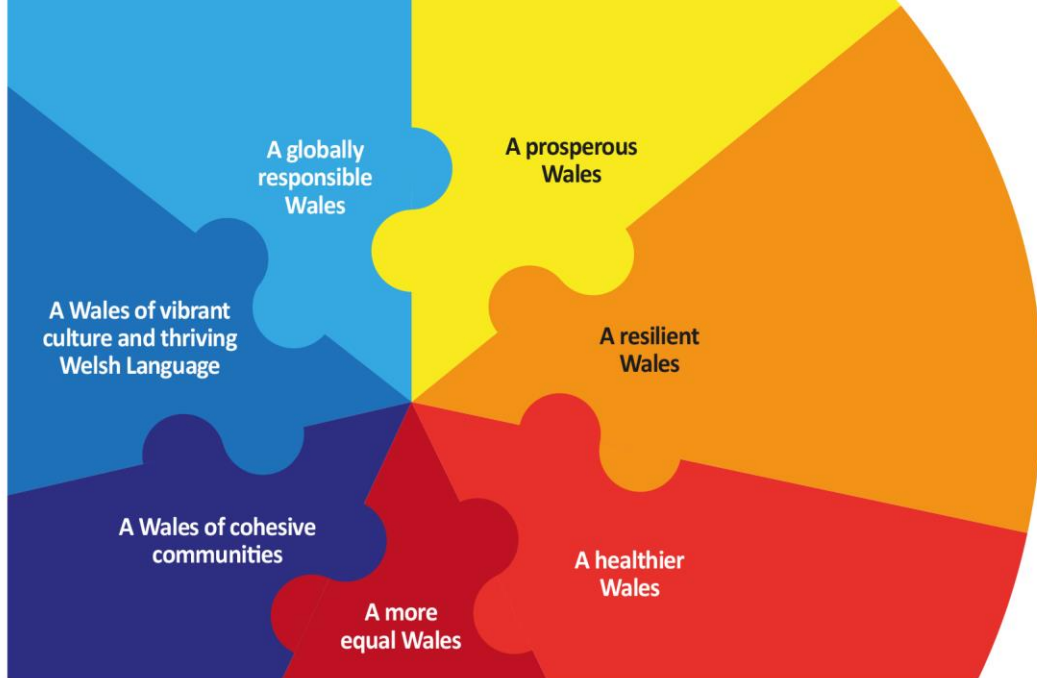 A prosperous
Wales
A resilient
Wales
A healthier
Wales
A more
equal Wales
A Wales of cohesive
communities
A Wales of vibrant
culture and thriving
Welsh Language
A globally
responsible
Wales